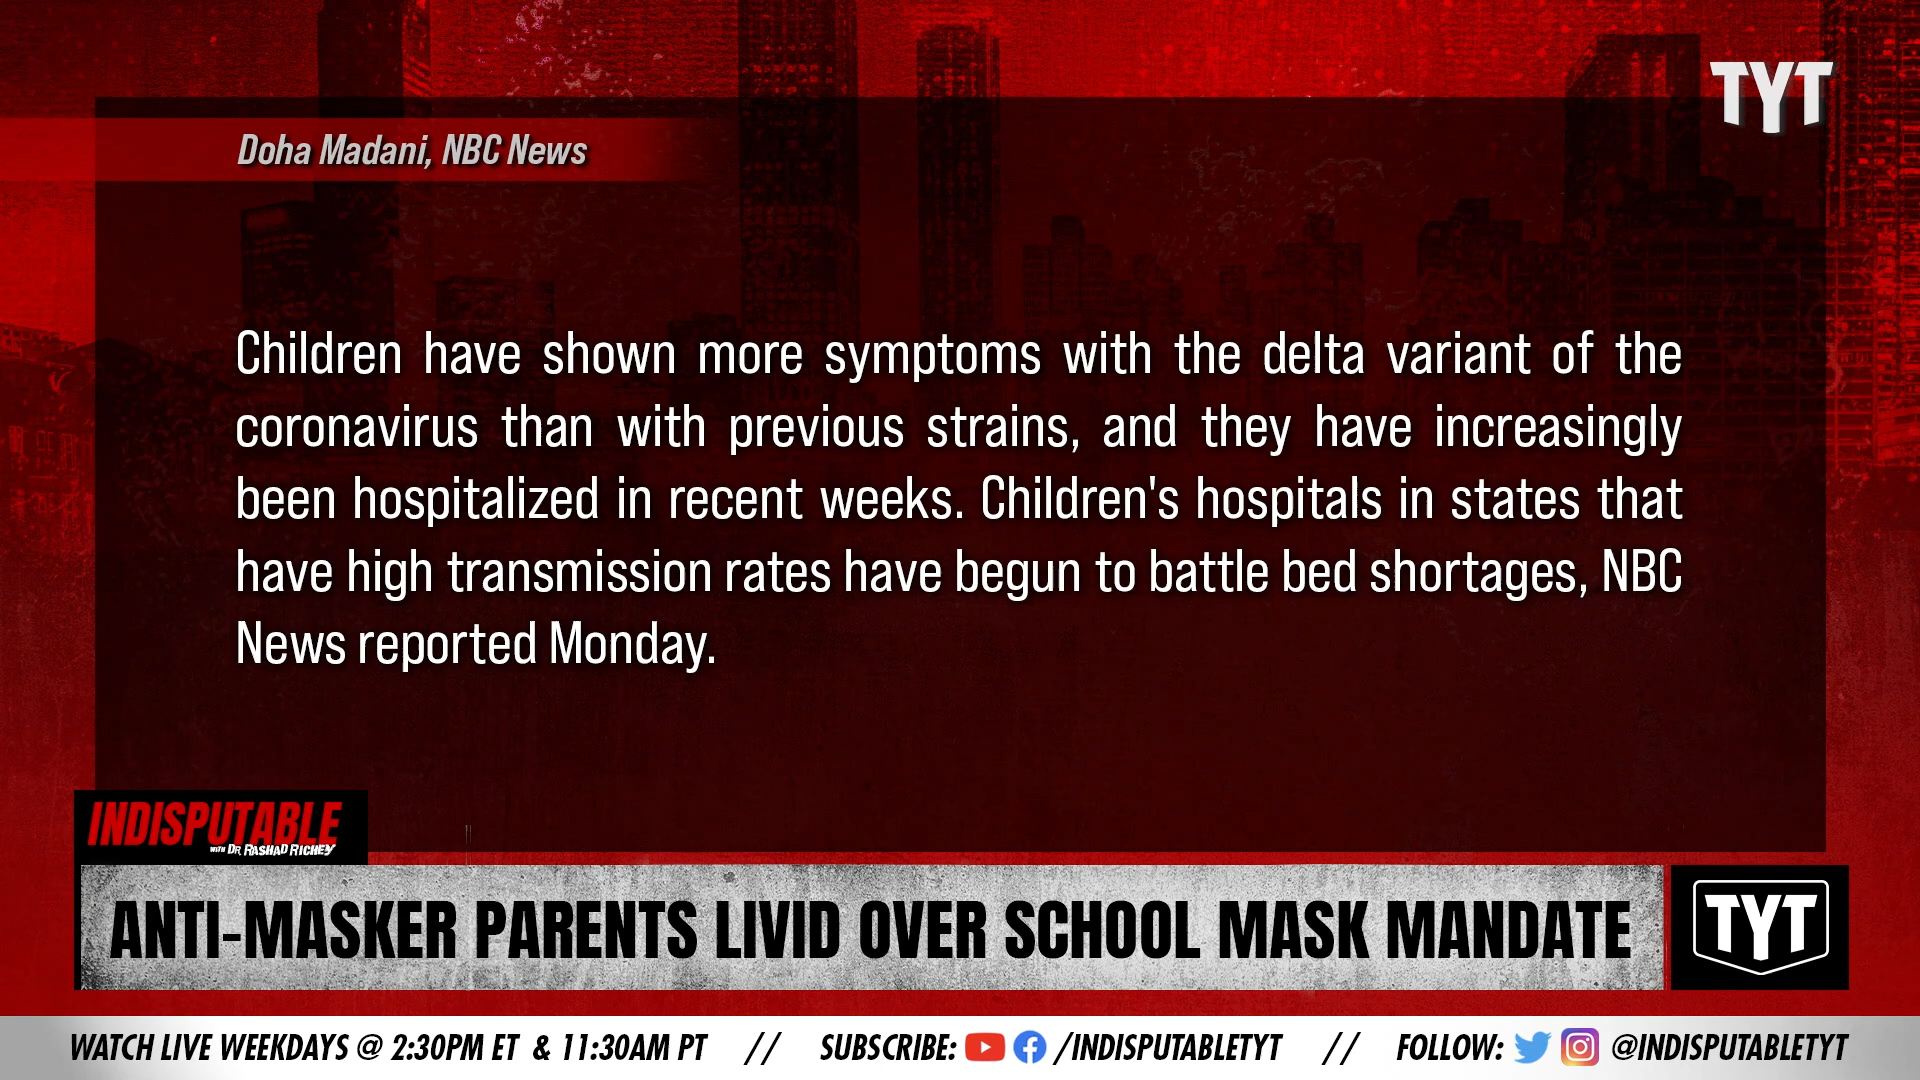 TYT
Doha Madani, NBC News
Children have shown more symptoms with the delta variant of the
coronavirus than with previous strains, and they have increasingly
been hospitalized in recent weeks. Children's hospitals in states that
have high transmission rates have begun to battle bed shortages, NBC
News reported Monday.
INDISPUTABLE
WITH DR RASHAD RICHEY
ANTI-MASKER PARENTS LIVID OVER SCHOOL MASK MANDATE
TYT
WATCH LIVE WEEKDAYS @ 2:30PM ET & 11:30AM PT // SUBSCRIBE: /INDISPUTABLETYT // FOLLOW: @INDISPUTABLETYT